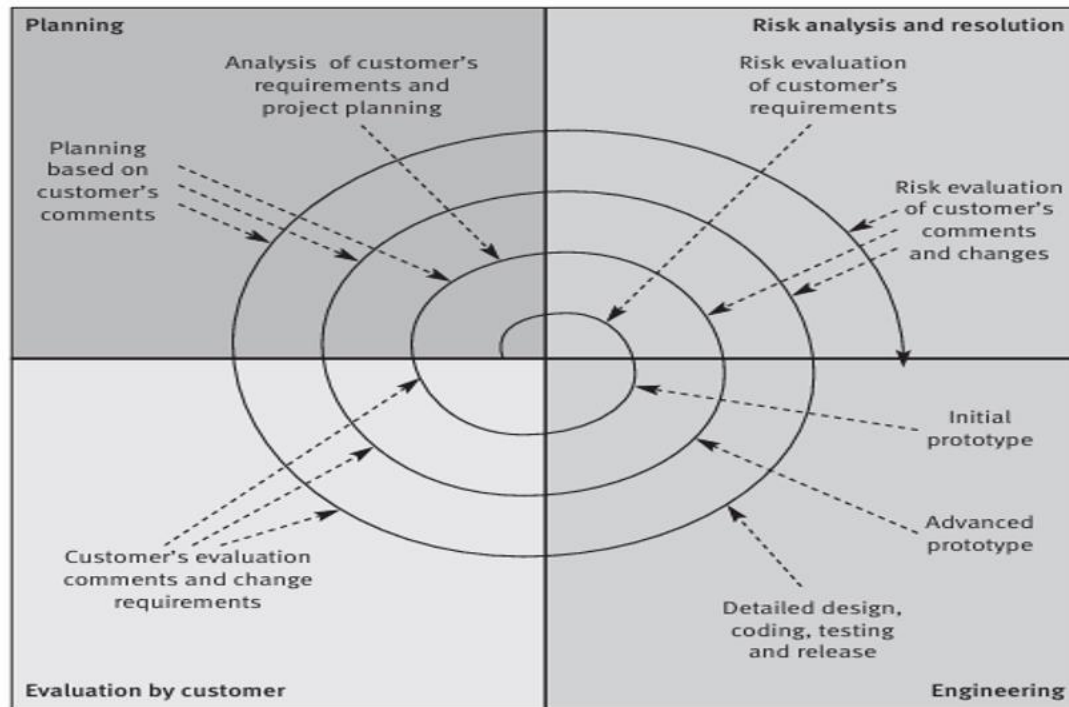 Planning
Risk analysis and resolution
Analysis of customer's
requirements and
project planning
Risk evaluation
of customer's
requirements
Planning
based on
customer's
comments
Risk evaluation
of customer's
comments
and changes
Initial
prototype
Advanced
prototype
Customer's evaluation
comments and change
requirements
Detailed design,
coding, testing
and release
Evaluation by customer
Engineering